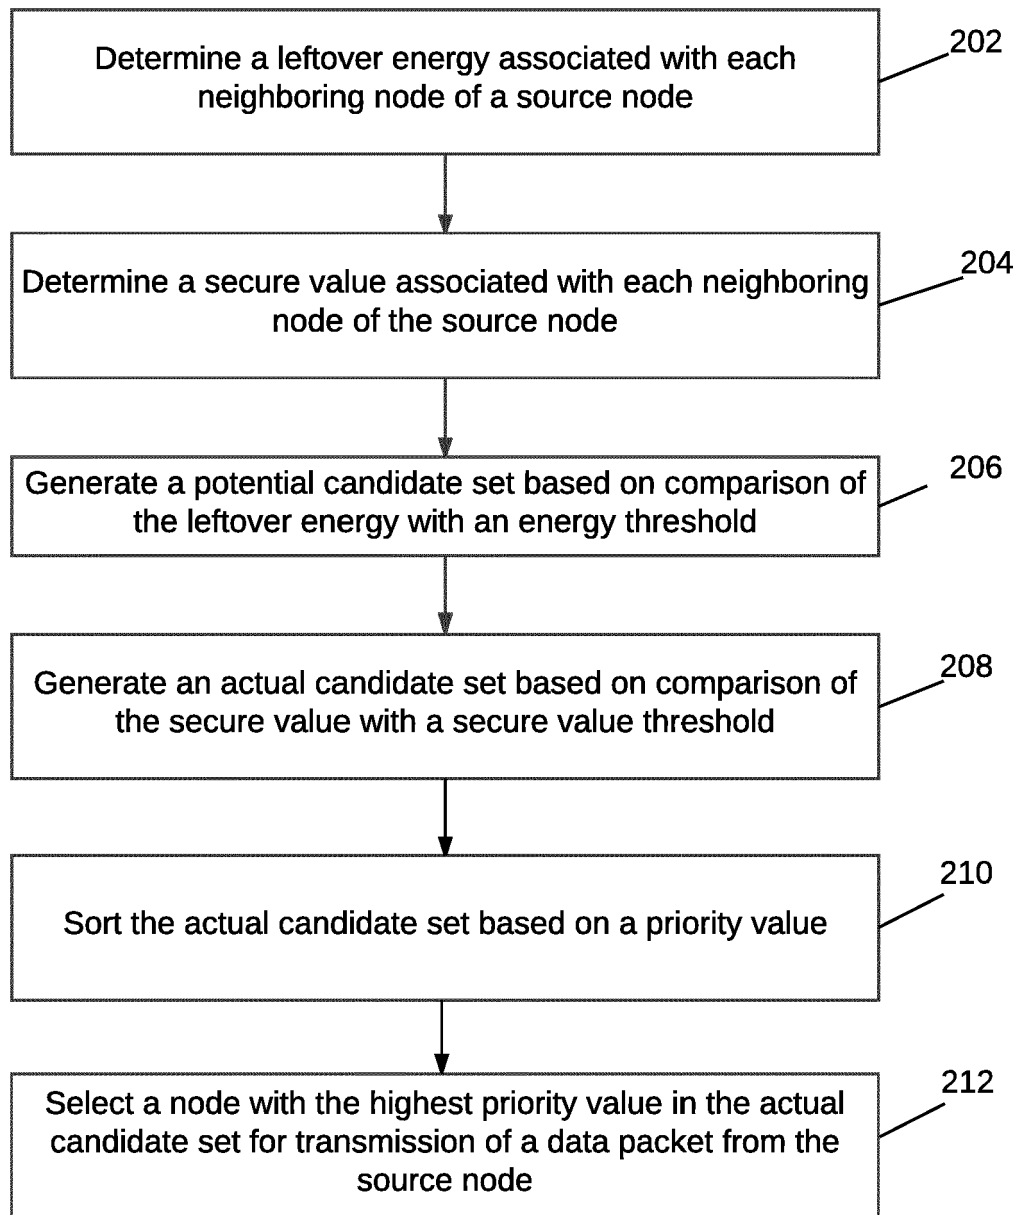 Determine a leftover energy associated with each
neighboring node of a source node
202
Determine a secure value associated with each neighboring
node of the source node
204
Generate a potential candidate set based on comparison of
the leftover energy with an energy threshold
206
Generate an actual candidate set based on comparison of
the secure value with a secure value threshold
208
Sort the actual candidate set based on a priority value
210
Select a node with the highest priority value in the actual
candidate set for transmission of a data packet from the
source node
212